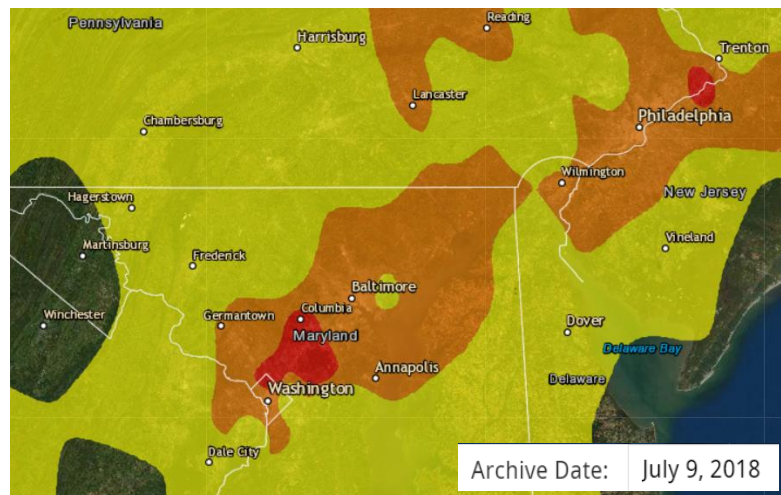 Pennsylvania
Reading
Harrisburg
Trenton
Lancaster
Chambersburg
Philadelphia
Wilmington
Hagerstown
New Jersey
Martinsburg
Vineland
Frederick
Baltimore
Winchester
Germantown
Columbia
Maryland
Dover
Delaware Bay
Annapolis
Delaware
Washington
Dale City
Archive Date: July 9, 2018